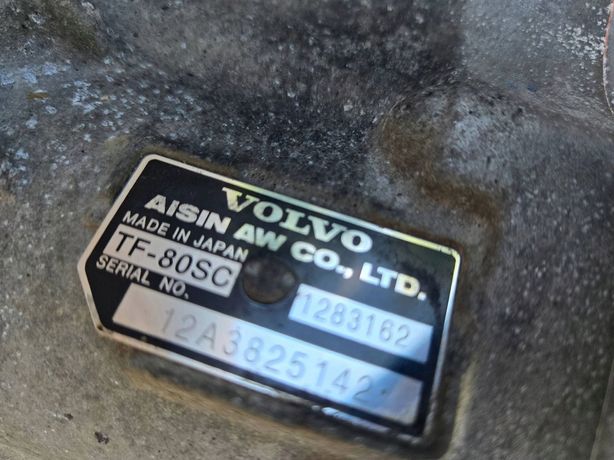 VOLVO
AISIN AW CO., LTD.
MADE IN JAPAN
TF-80SC 1283162
SERIAL NO.
12A3825142